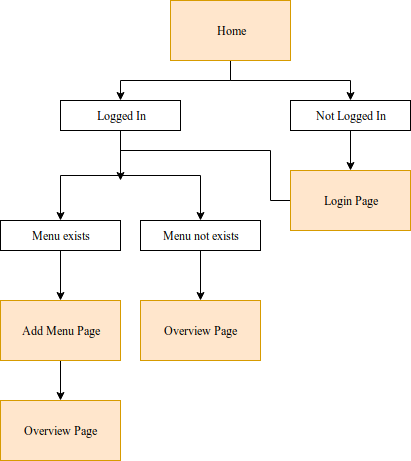 Home
Logged In
Not Logged In
Login Page
Menu exists
Menu not exists
Add Menu Page
Overview Page
Overview Page